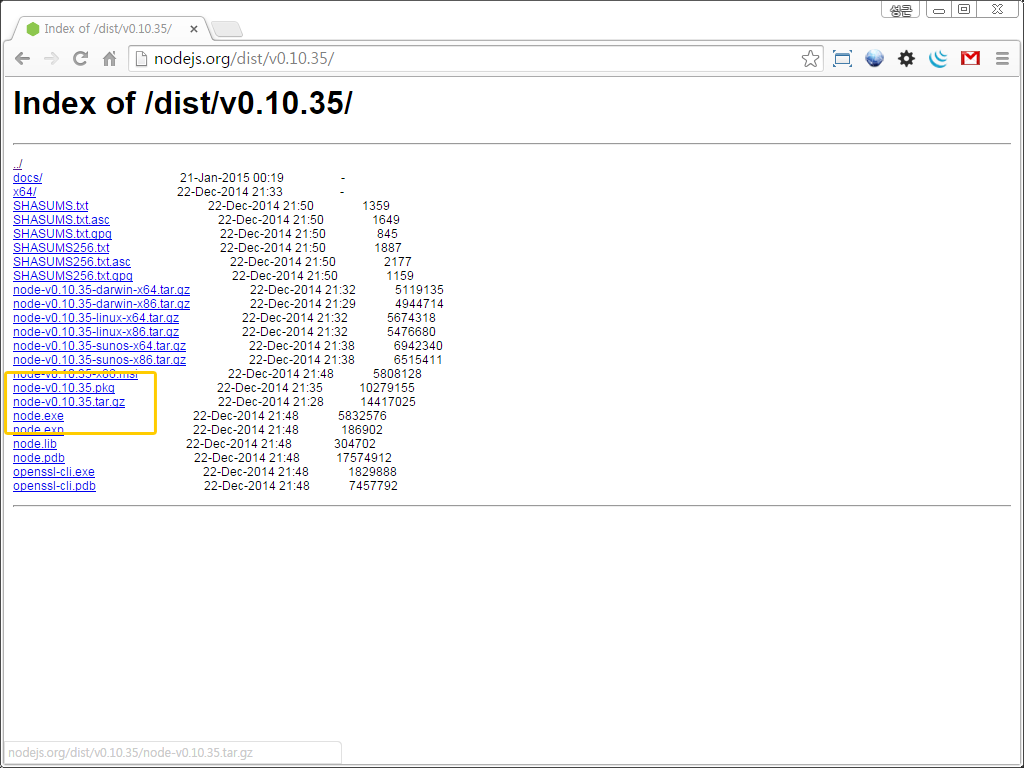 성근
Index of /dist/v0.10.35/
nodejs.org/dist/v0.10.35/
Index of /dist/v0.10.35/
../
docs/ 21-Jan-2015 00:19 -
x64/ 22-Dec-2014 21:33 -
SHASUMS.txt 22-Dec-2014 21:50 1359
SHASUMS.txt.asc 22-Dec-2014 21:50 1649
SHASUMS.txt.gpg 22-Dec-2014 21:50 845
SHASUMS256.txt 22-Dec-2014 21:50 1887
SHASUMS256.txt.asc 22-Dec-2014 21:50 2177
SHASUMS256.txt.gpg 22-Dec-2014 21:50 1159
node-v0.10.35-darwin-x64.tar.gz 22-Dec-2014 21:32 5119135
node-v0.10.35-darwin-x86.tar.gz 22-Dec-2014 21:29 4944714
node-v0.10.35-linux-x64.tar.gz 22-Dec-2014 21:32 5674318
node-v0.10.35-linux-x86.tar.gz 22-Dec-2014 21:32 5476680
node-v0.10.35-sunos-x64.tar.gz 22-Dec-2014 21:38 6942340
node-v0.10.35-sunos-x86.tar.gz 22-Dec-2014 21:38 6515411
node-v0.10.35-x86.msi 22-Dec-2014 21:48 5808128
node-v0.10.35.pkg 22-Dec-2014 21:35 10279155
node-v0.10.35.tar.gz 22-Dec-2014 21:28 14417025
node.exe 22-Dec-2014 21:48 5832576
node.exp 22-Dec-2014 21:48 186902
node.lib 22-Dec-2014 21:48 304702
node.pdb 22-Dec-2014 21:48 17574912
openssl-cli.exe 22-Dec-2014 21:48 1829888
openssl-cli.pdb 22-Dec-2014 21:48 7457792
nodejs.org/dist/v0.10.35/node-v0.10.35.tar.gz